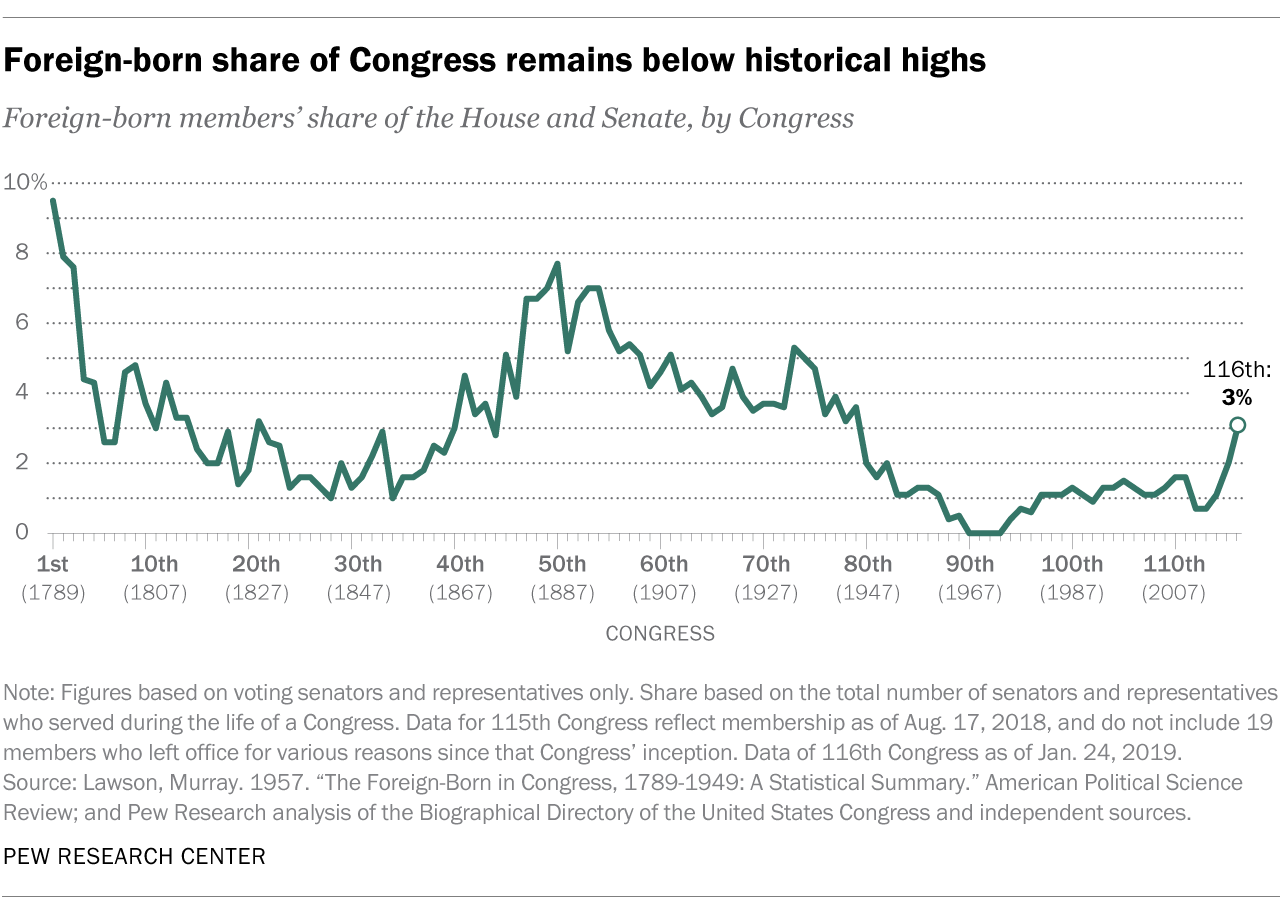 Foreign-born share of Congress remains below historical highs
Foreign-born members’ share of the House and Senate, by Congress
10%
8
6
4
2
0
116th:
3%
1st 10th 20th 30th 40th 50th 60th 70th 80th 90th 100th 110th
(1789) (1807) (1827) (1847) (1867) (1887) (1907) (1927) (1947) (1967) (1987) (2007)
CONGRESS
Note: Figures based on voting senators and representatives only. Share based on the total number of senators and representatives
who served during the life of a Congress. Data for 115th Congress reflect membership as of Aug. 17, 2018, and do not include 19
members who left office for various reasons since that Congress’ inception. Data of 116th Congress as of Jan. 24, 2019.
Source: Lawson, Murray. 1957. “The Foreign-Born in Congress, 1789-1949: A Statistical Summary.” American Political Science
Review; and Pew Research analysis of the Biographical Directory of the United States Congress and independent sources.
PEW RESEARCH CENTER